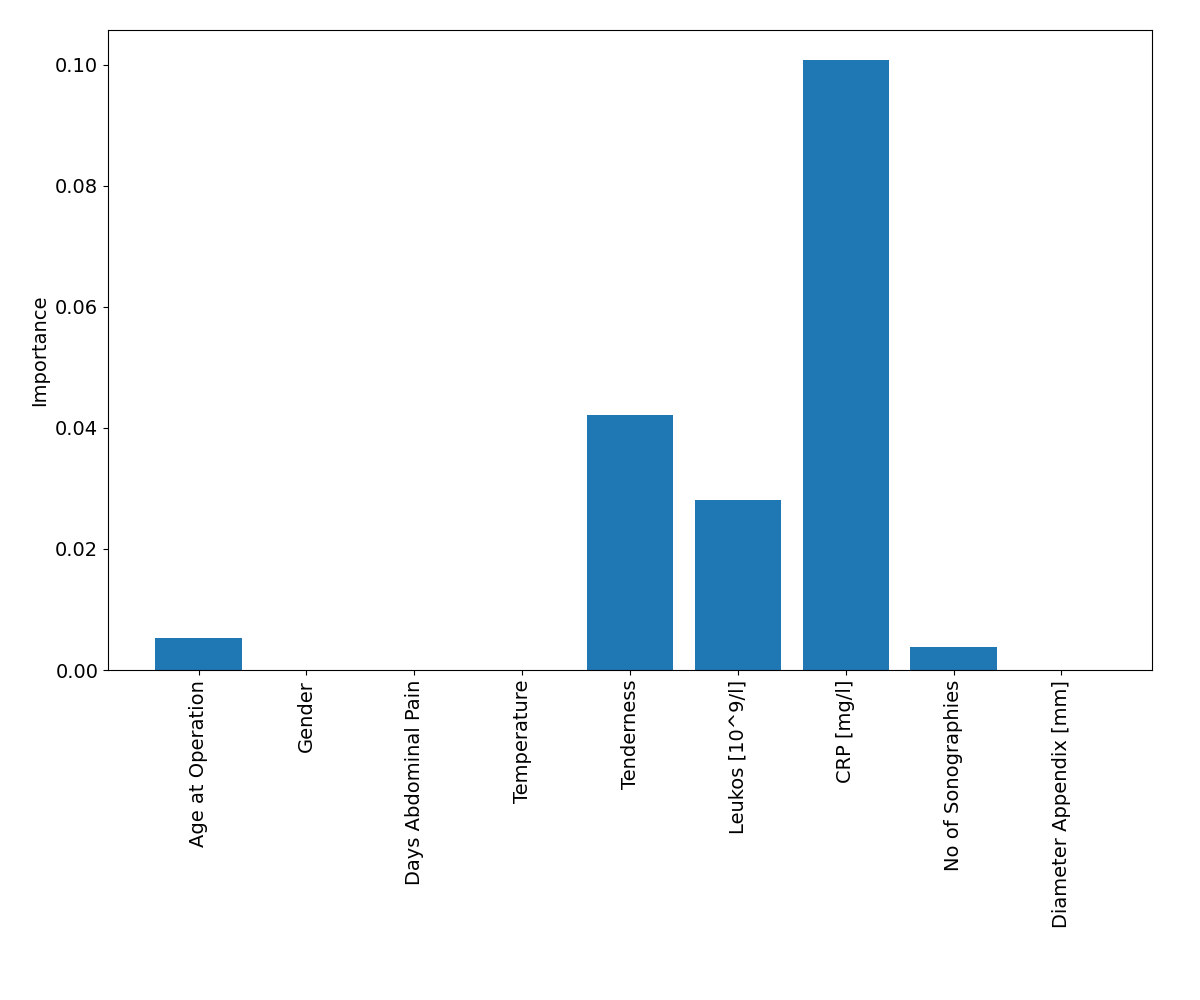 0.10
0.08
0.06
0.04
0.02
0.00
Importance
Age at Operation
Gender
Days Abdominal Pain
Temperature
Tenderness
Leukos [10^9/l]
CRP [mg/l]
No of Sonographies
Diameter Appendix [mm]